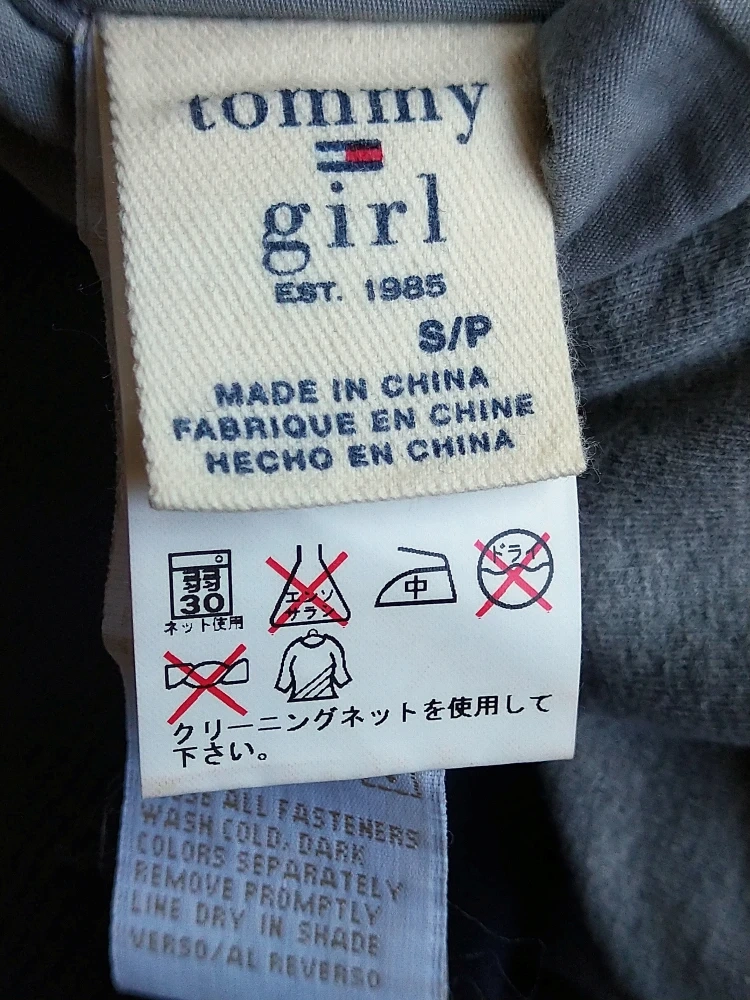 tommy
girl
EST. 1985
S/P
MADE IN CHINA
FABRIQUE EN CHINE
HECHO EN CHINA
弱
30
ネット使用
エンソ
サラシ
中
ドライ
クリーニングネットを使用して
下さい。
ALL FASTENERS
WASH COLD, DARK
COLORS SEPARATELY
REMOVE PROMPTLY
LINE DRY IN SHADE
VERSO/AL REVERSO